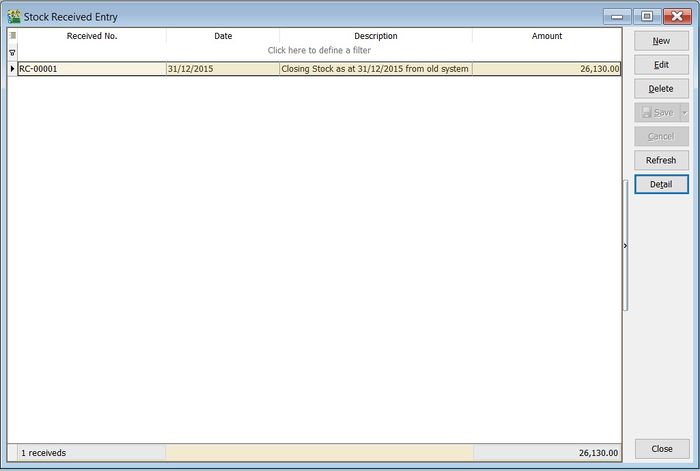 Stock Received Entry
Received No. Date Description Amount
Click here to define a filter
RC-00001 31/12/2015 Closing Stock as at 31/12/2015 from old system 26,130.00
1 receiveds 26,130.00
New
Edit
Delete
Save
Cancel
Refresh
Detail
Close